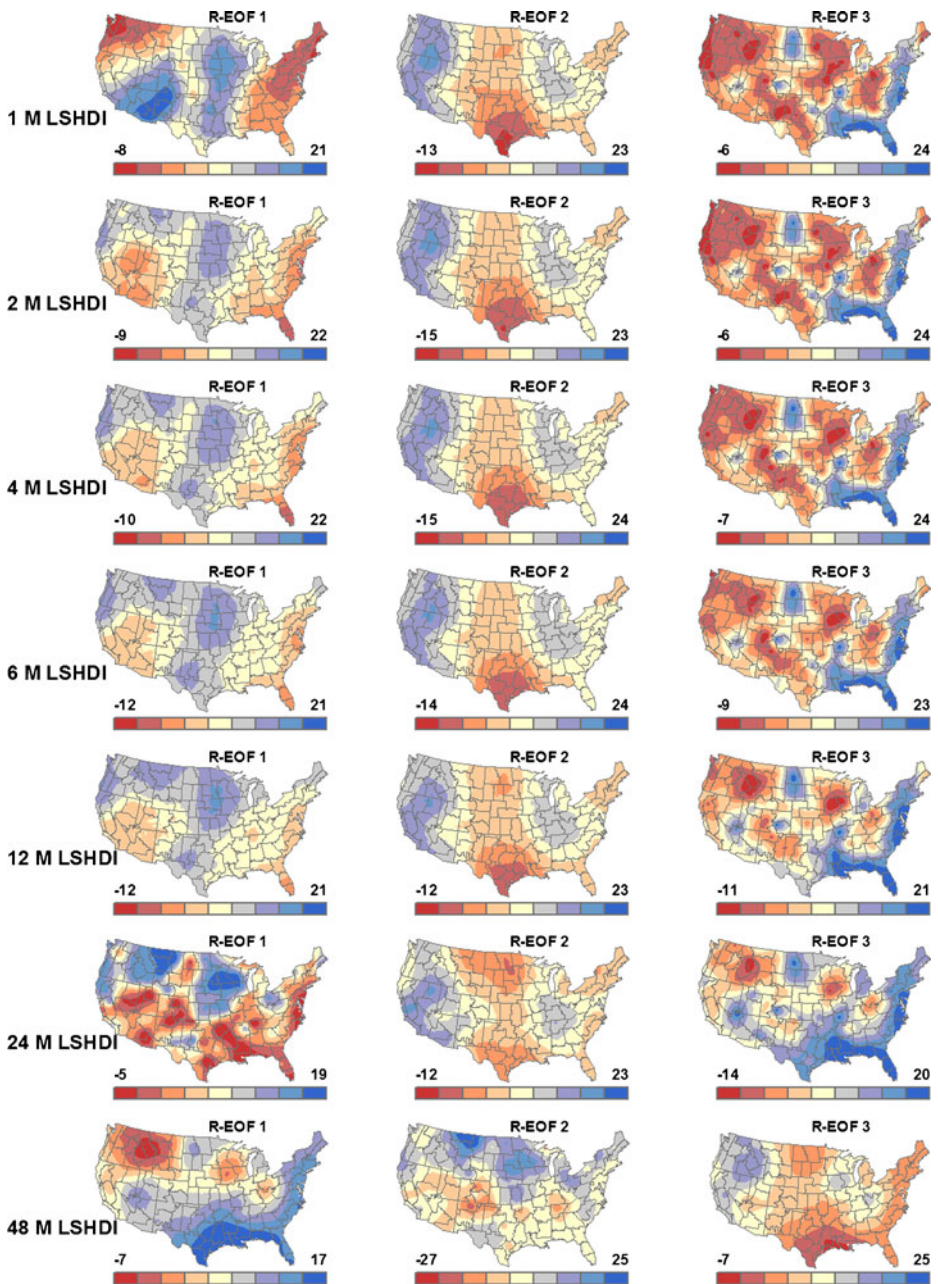 R-EOF 1 R-EOF 2 R-EOF 3
1 M LSHDI
-8 21 -13 23 -6 24
R-EOF 1 R-EOF 2 R-EOF 3
2 M LSHDI
-9 22 -15 23 -6 24
R-EOF 1 R-EOF 2 R-EOF 3
4 M LSHDI
-10 22 -15 24 -7 24
R-EOF 1 R-EOF 2 R-EOF 3
6 M LSHDI
-12 21 -14 24 -9 23
R-EOF 1 R-EOF 2 R-EOF 3
12 M LSHDI
-12 21 -12 23 -11 21
R-EOF 1 R-EOF 2 R-EOF 3
24 M LSHDI
-5 19 -12 23 -14 20
R-EOF 1 R-EOF 2 R-EOF 3
48 M LSHDI
-7 17 -27 25 -7 25